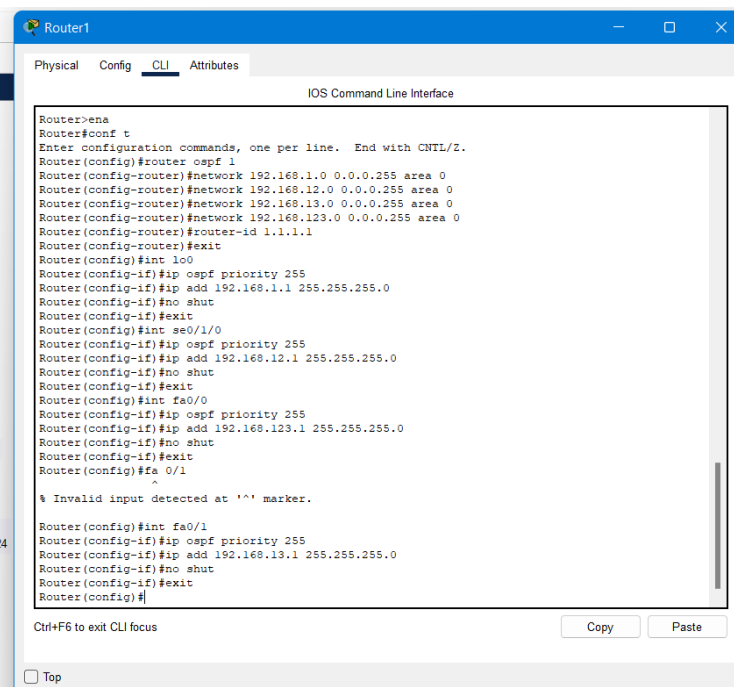 Router1
Physical Config CLI Attributes
IOS Command Line Interface
Router>ena
Router#conf t
Enter configuration commands, one per line.  End with CNTL/Z.
Router(config)#router ospf 1
Router(config-router)#network 192.168.1.0 0.0.0.255 area 0
Router(config-router)#network 192.168.12.0 0.0.0.255 area 0
Router(config-router)#network 192.168.13.0 0.0.0.255 area 0
Router(config-router)#network 192.168.123.0 0.0.0.255 area 0
Router(config-router)#router-id 1.1.1.1
Router(config-router)#exit
Router(config)#int lo0
Router(config-if)#ip ospf priority 255
Router(config-if)#ip add 192.168.1.1 255.255.255.0
Router(config-if)#no shut
Router(config-if)#exit
Router(config)#int se0/1/0
Router(config-if)#ip ospf priority 255
Router(config-if)#ip add 192.168.12.1 255.255.255.0
Router(config-if)#no shut
Router(config-if)#exit
Router(config)#int fa0/0
Router(config-if)#ip ospf priority 255
Router(config-if)#ip add 192.168.123.1 255.255.255.0
Router(config-if)#no shut
Router(config-if)#exit
Router(config)#fa 0/1
^
% Invalid input detected at '^' marker.
Router(config)#int fa0/1
Router(config-if)#ip ospf priority 255
Router(config-if)#ip add 192.168.13.1 255.255.255.0
Router(config-if)#no shut
Router(config-if)#exit
Router(config)#
Ctrl+F6 to exit CLI focus
Copy Paste
Top